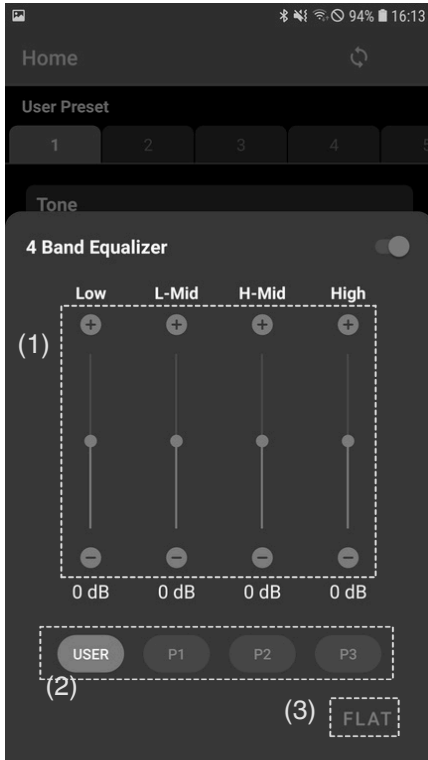 94% 16:13
Home
User Preset
1 2 3 4
Tone
4 Band Equalizer
Low L-Mid H-Mid High
(1)
0 dB 0 dB 0 dB 0 dB
USER P1 P2 P3
(2)
(3) FLAT